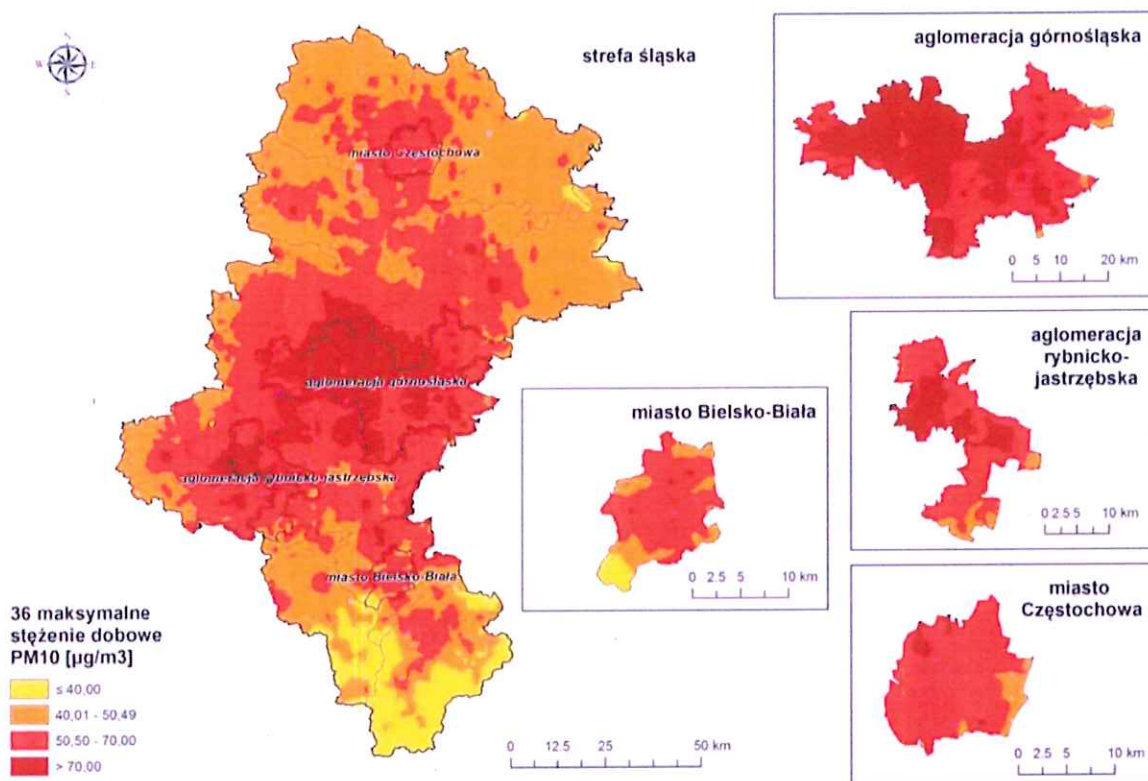 N
W E
S
strefa śląska
aglomeracja górnośląska
miasto Częstochowa
0 5 10 20 km
aglomeracja
rybnicko-
jastrzębska
aglomeracja górnośląska
miasto Bielsko-Biała
aglomeracja rybnicko-jastrzębska
0 2.5 5 10 km
0 2.5 5 10 km
miasto Bielsko-Biała
miasto
Częstochowa
36 maksymalne
stężenie dobowe
PM10 [µg/m3]
≤ 40,00
40,01 - 50,49
50,50 - 70,00
> 70,00
0 12.5 25 50 km
0 2.5 5 10 km